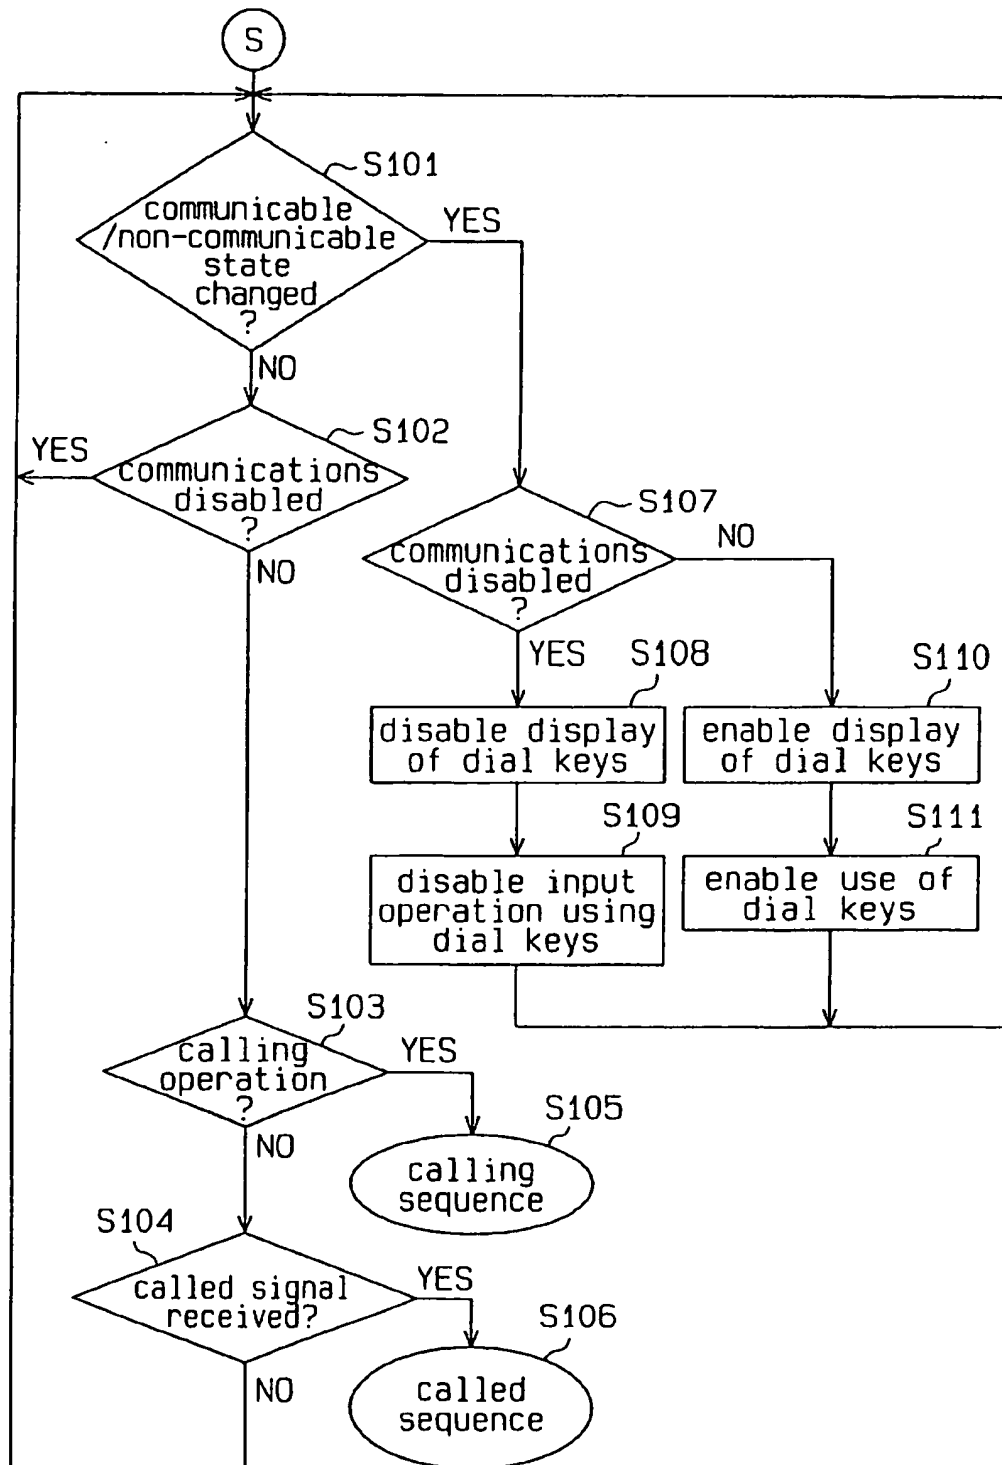 S
S101
communicable
/non-communicable
state
changed
?
YES
NO
S102
YES
communications
disabled
?
NO
S107
communications
disabled
?
NO
YES
S108
disable display
of dial keys
S110
enable display
of dial keys
S109
disable input
operation using
dial keys
S111
enable use of
dial keys
S103
calling
operation
?
YES
NO
S105
calling
sequence
S104
called signal
received?
YES
NO
S106
called
sequence